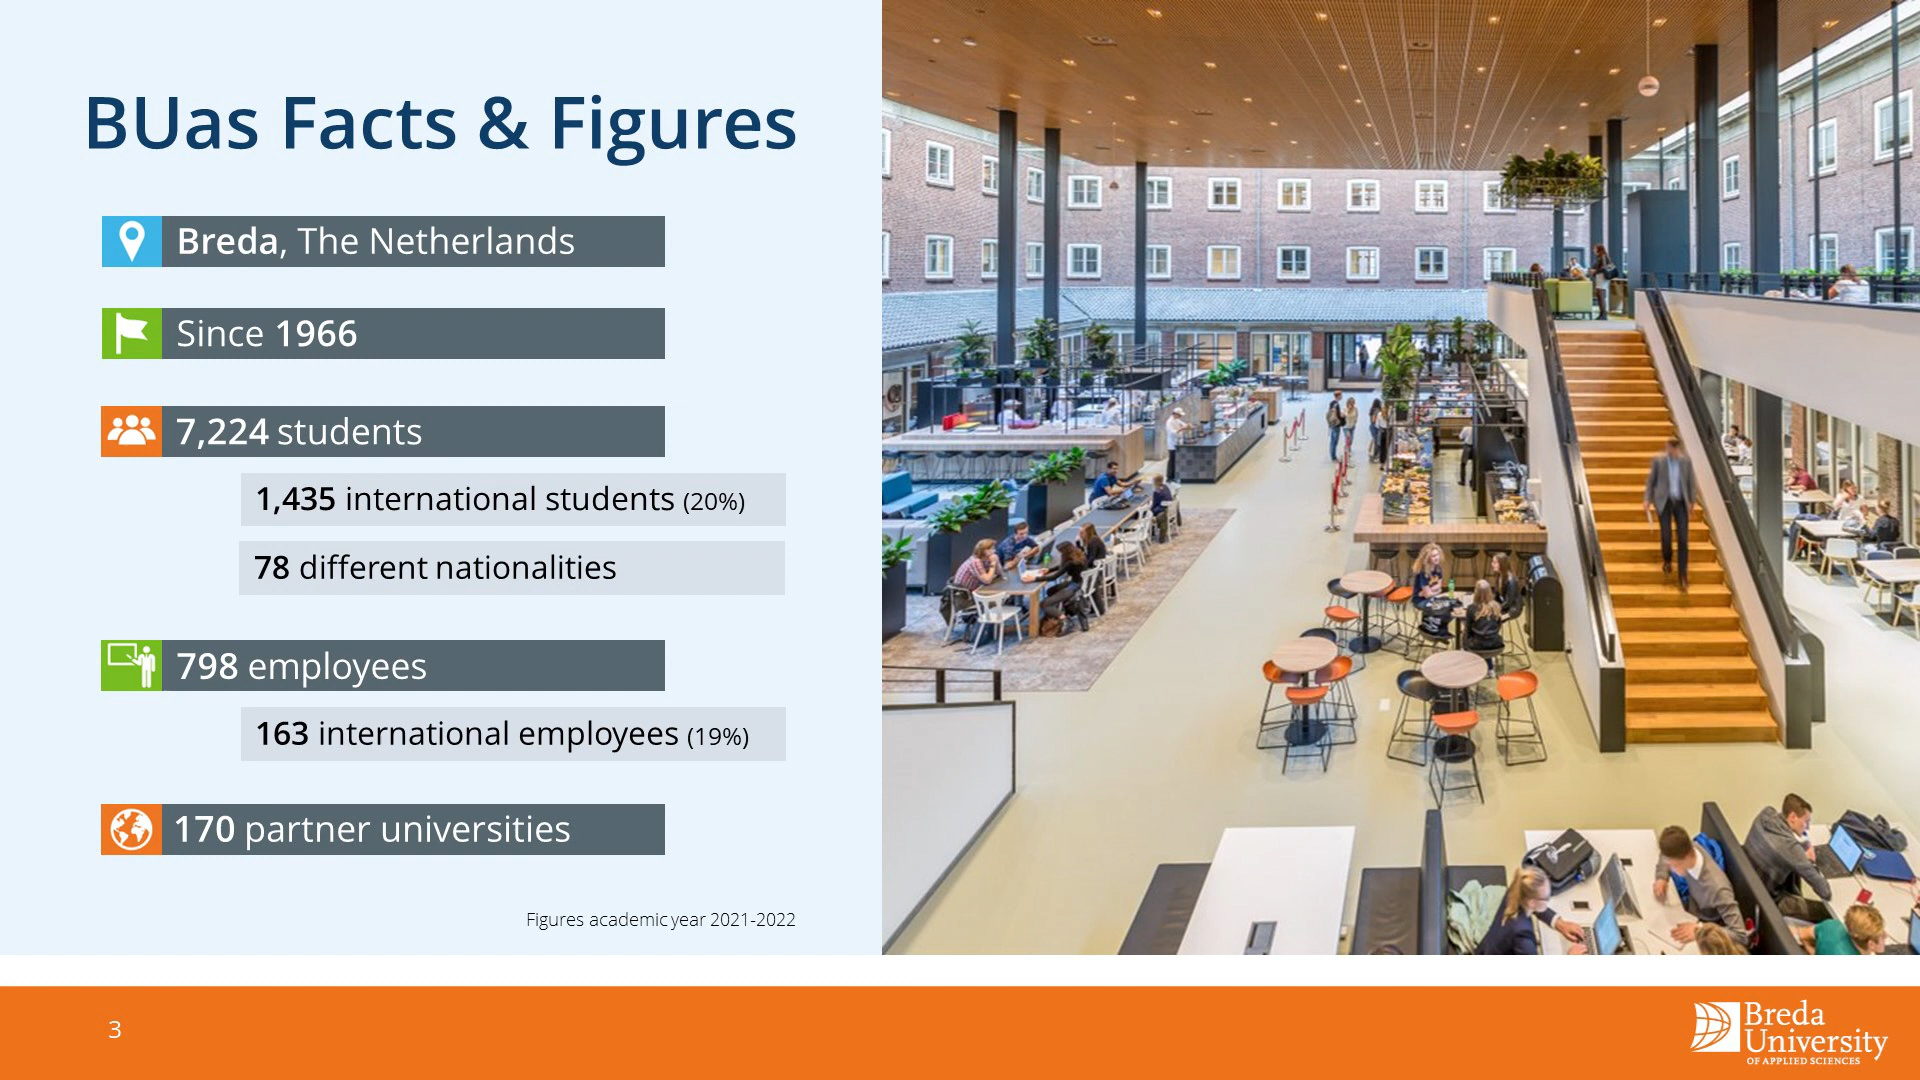 BUas Facts & Figures
Breda, The Netherlands
Since 1966
7,224 students
1,435 international students (20%)
78 different nationalities
798 employees
163 international employees (19%)
170 partner universities
Figures academic year 2021-2022
3
Breda
University
OF APPLIED SCIENCES